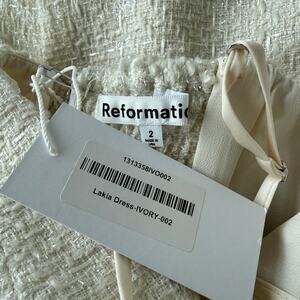 Reformatio
2
1313358IVO002
Lakia Dress-IVORY-002